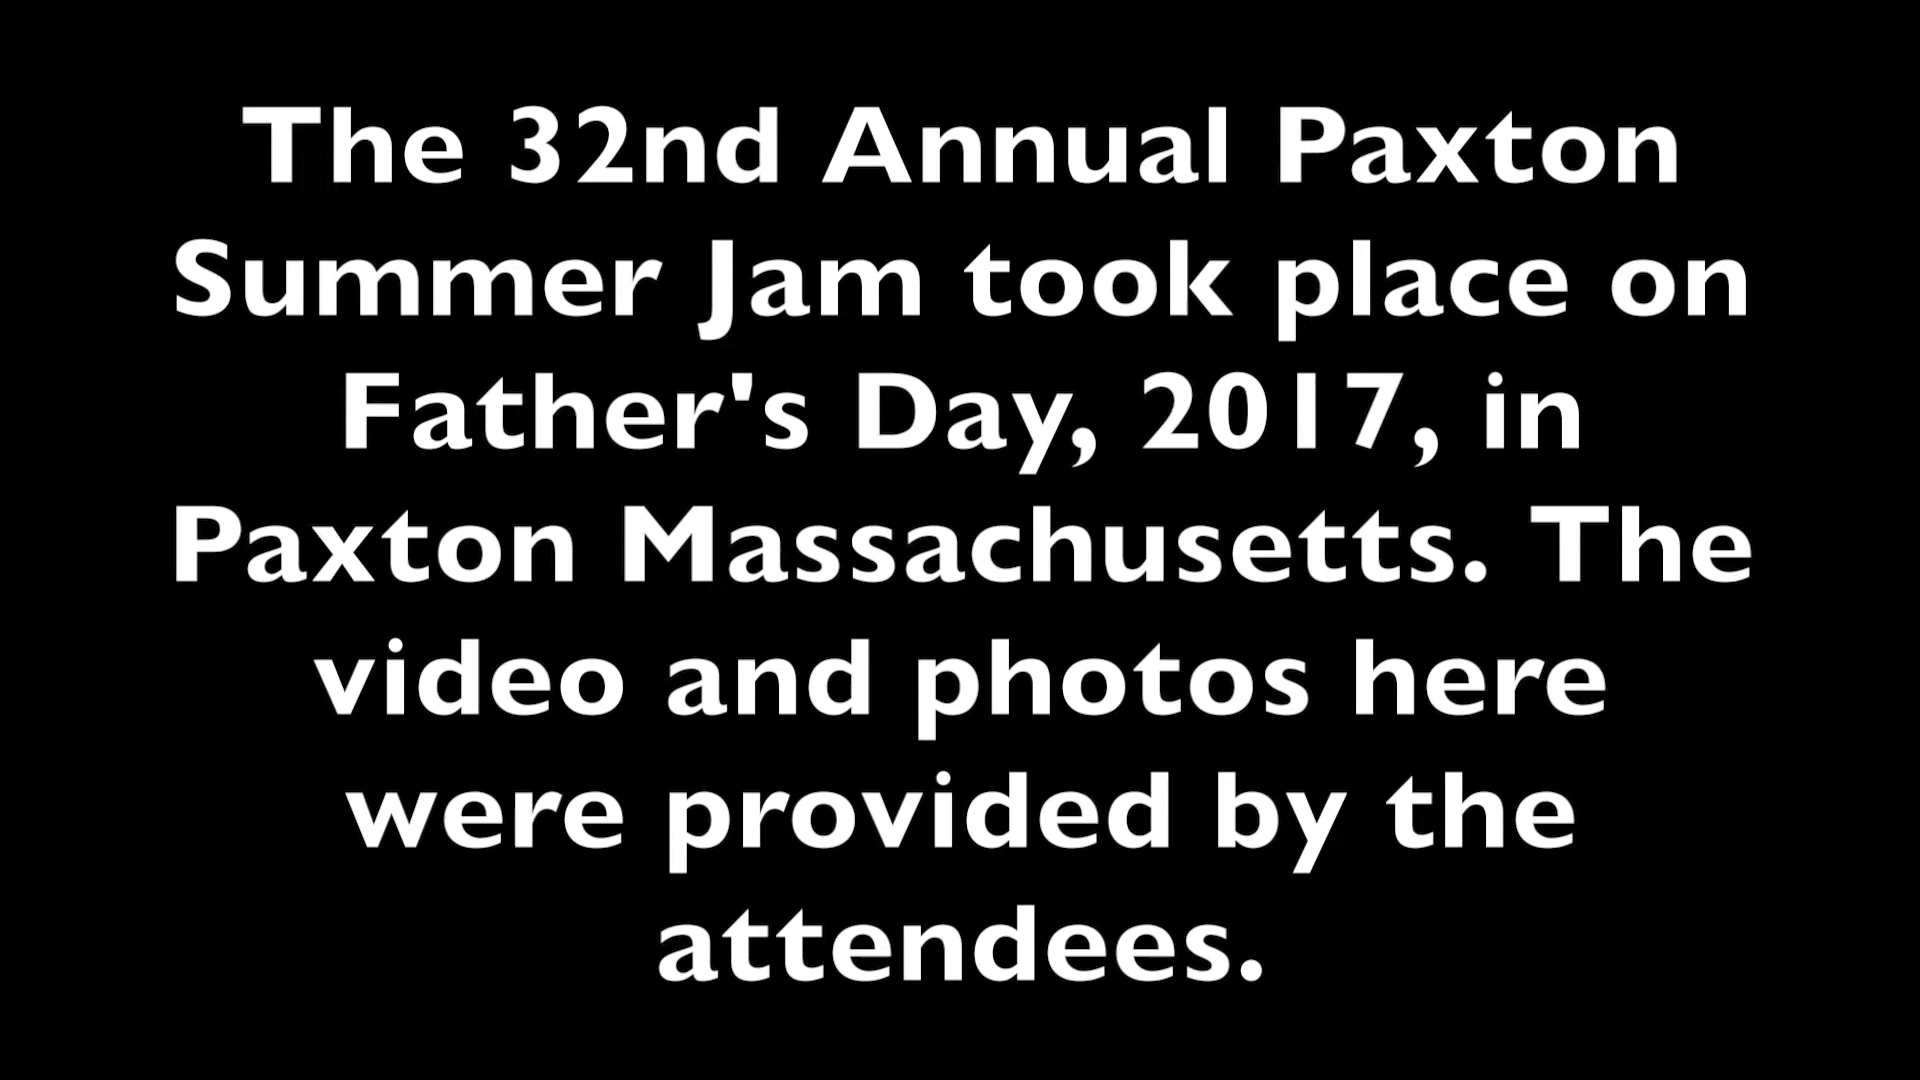 The 32nd Annual Paxton
Summer Jam took place on
Father's Day, 2017, in
Paxton Massachusetts. The
video and photos here
were provided by the
attendees.